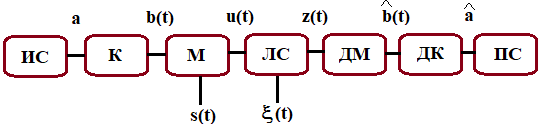 a b(t) u(t) z(t) b̂(t) â
ИС К М ЛС ДМ ДК ПС
s(t) ξ(t)